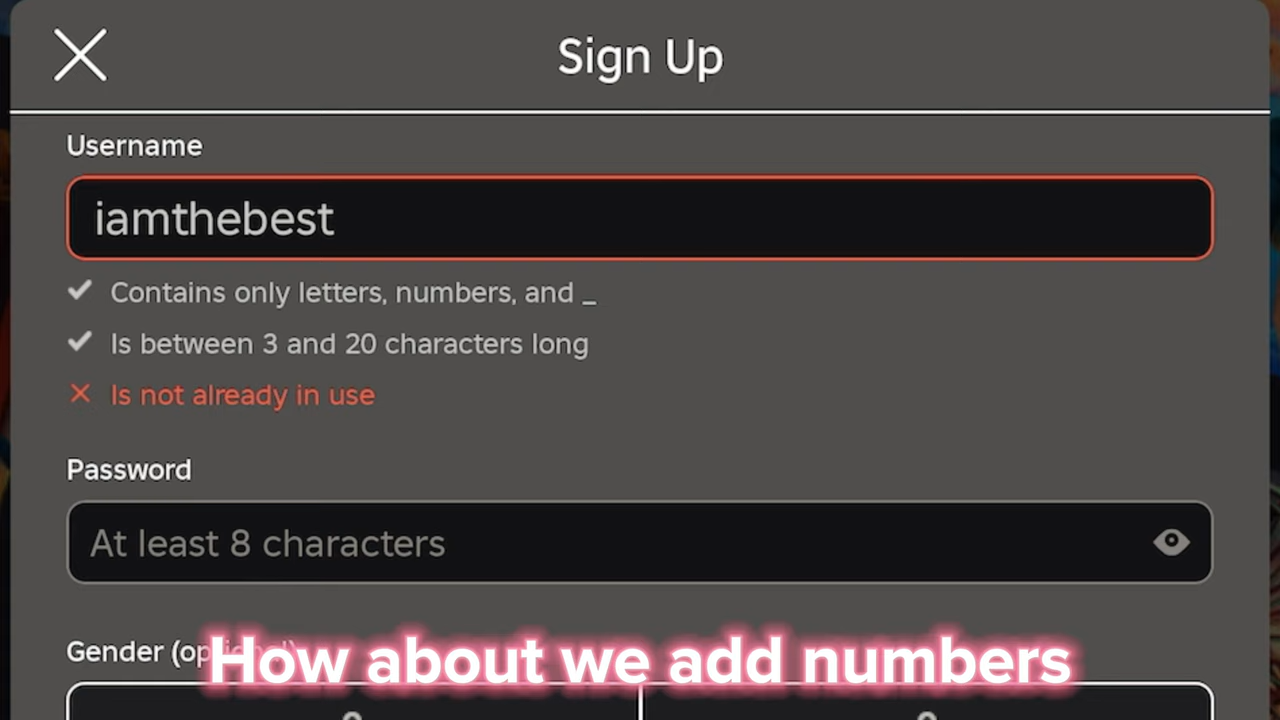 Sign Up
Username
iamthebest
Contains only letters, numbers, and _
Is between 3 and 20 characters long
Is not already in use
Password
At least 8 characters
Gender
How about we add numbers